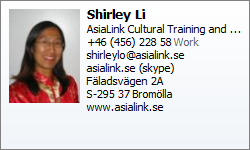 Shirley Li
AsiaLink Cultural Training and ...
+46 (456) 228 58 Work
shirleylo@asialink.se
asialink.se (skype)
Fäladsvägen 2A
S-295 37 Bromölla
www.asialink.se